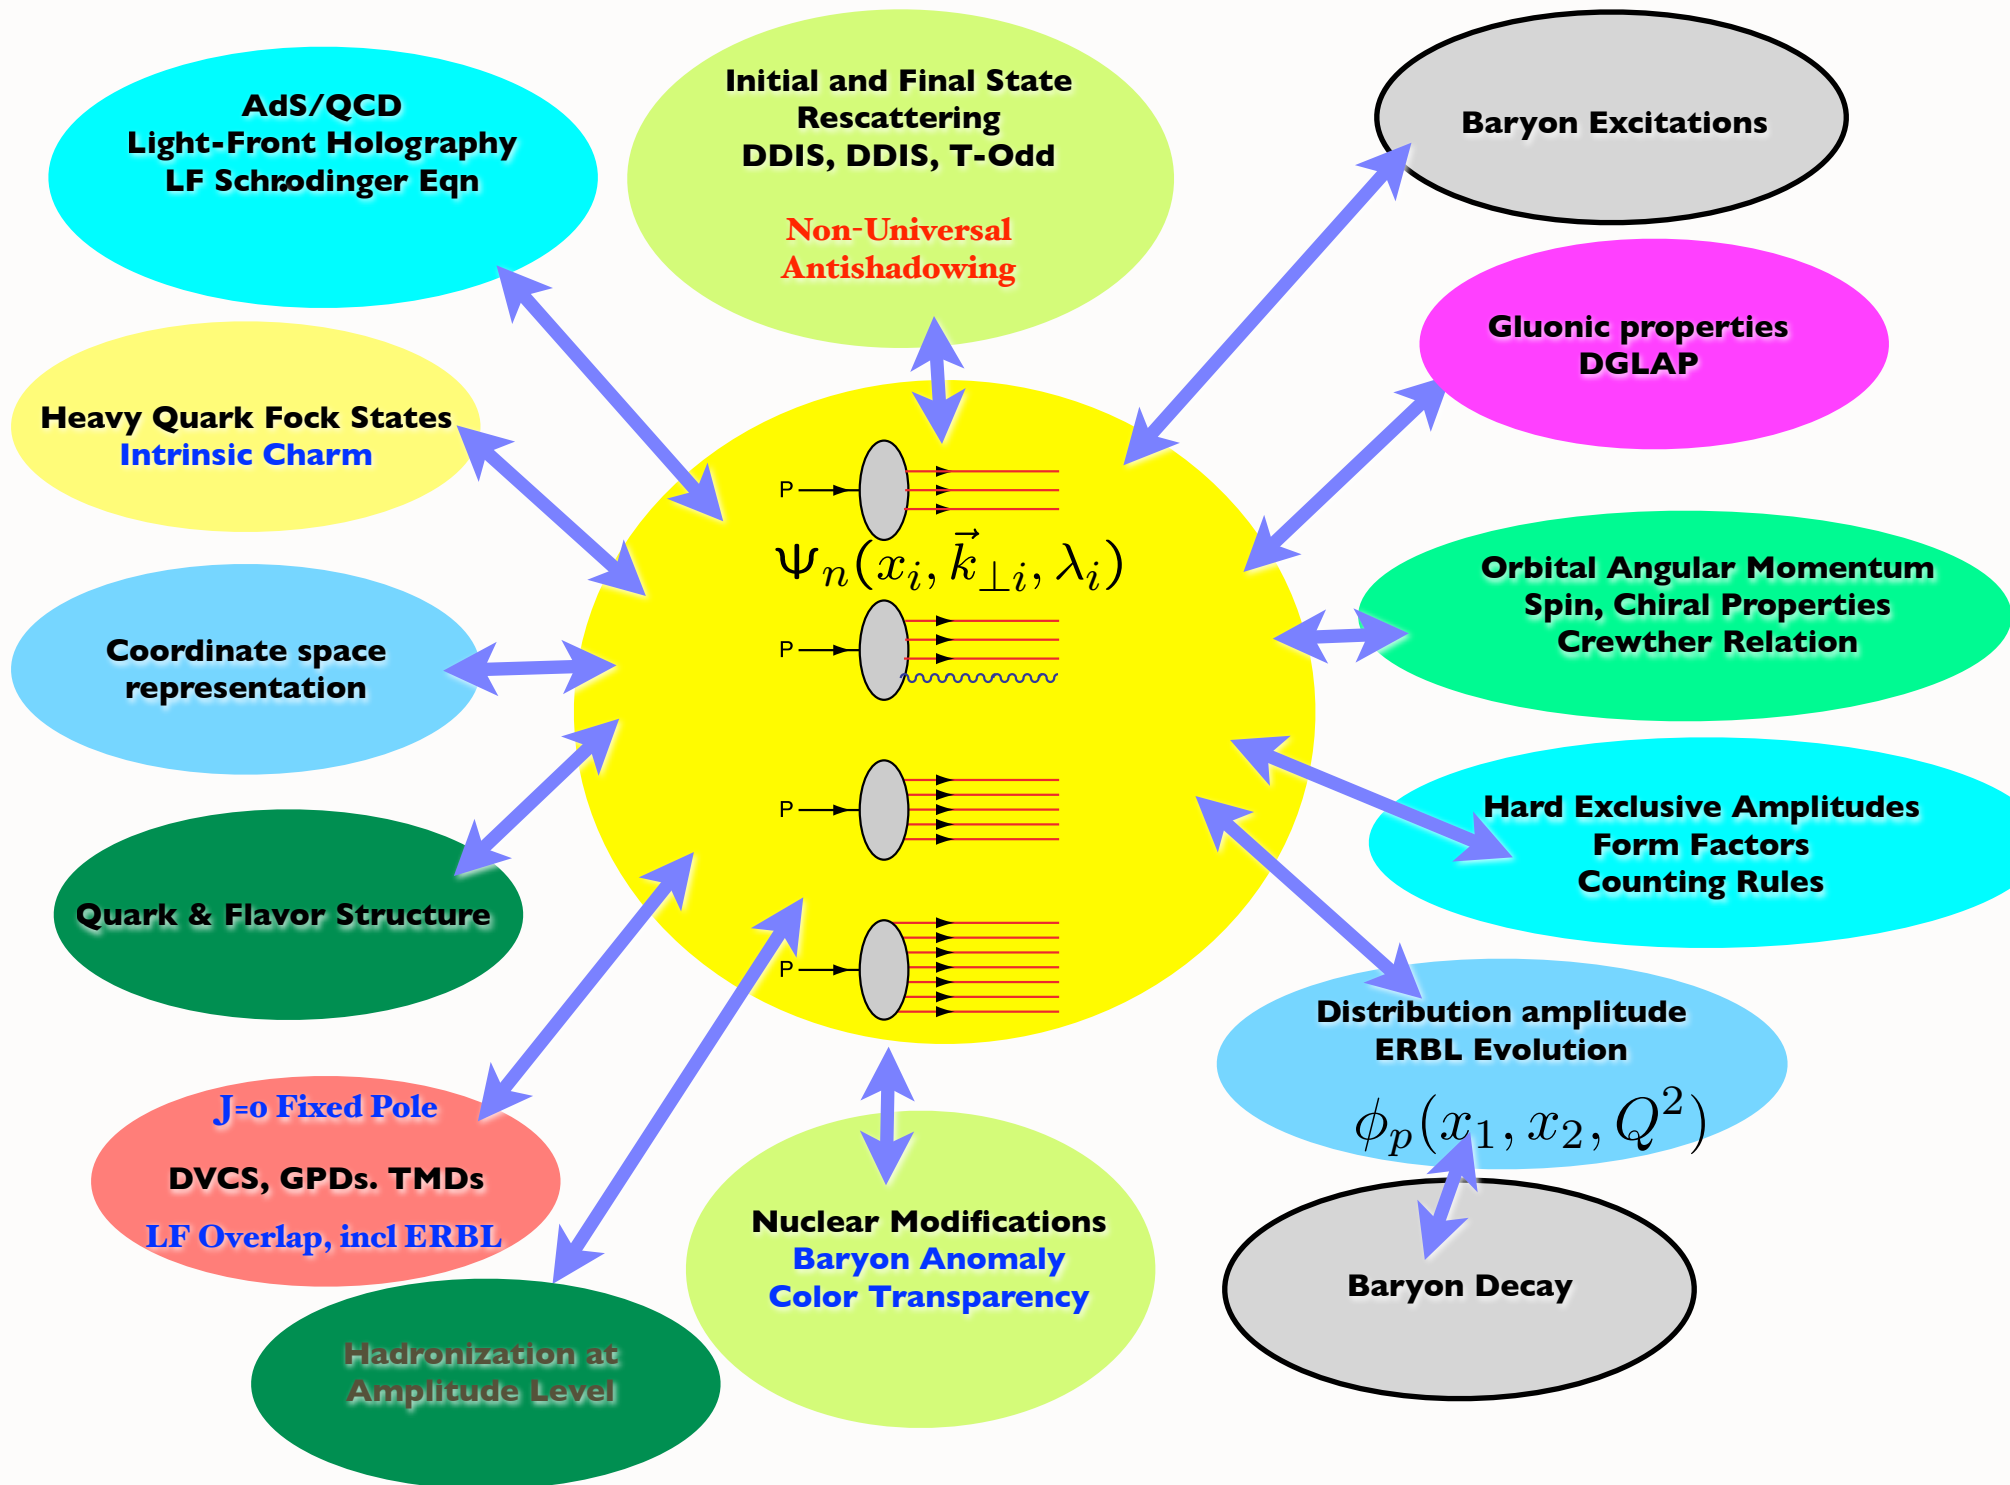 AdS/QCD
Light-Front Holography
LF Schrodinger Eqn
Initial and Final State
Rescattering
DDIS, DDIS, T-Odd
Non-Universal
Antishadowing
Baryon Excitations
Gluonic properties
DGLAP
Heavy Quark Fock States
Intrinsic Charm
Coordinate space
representation
Quark & Flavor Structure
P
Ψ_n(x_i, k⃗_⊥i, λ_i)
P
P
P
Orbital Angular Momentum
Spin, Chiral Properties
Crewther Relation
Hard Exclusive Amplitudes
Form Factors
Counting Rules
Distribution amplitude
ERBL Evolution
ϕ_p(x_1, x_2, Q^2)
J=0 Fixed Pole
DVCS, GPDs. TMDs
LF Overlap, incl ERBL
Hadronization at
Amplitude Level
Nuclear Modifications
Baryon Anomaly
Color Transparency
Baryon Decay